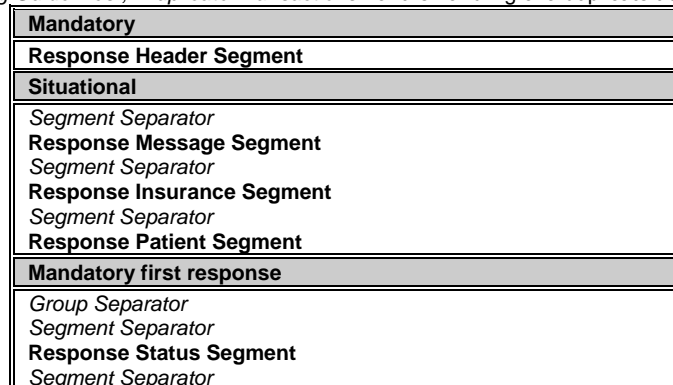 Mandatory
Response Header Segment
Situational
Segment Separator
Response Message Segment
Segment Separator
Response Insurance Segment
Segment Separator
Response Patient Segment
Mandatory first response
Group Separator
Segment Separator
Response Status Segment
Segment Separator